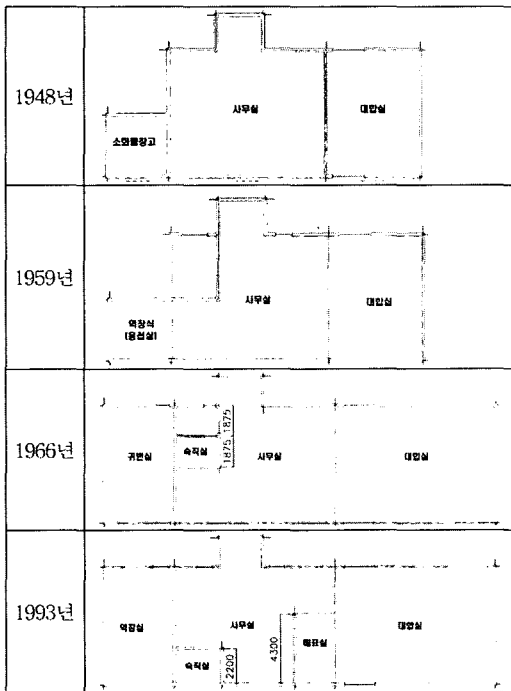 1948년
사무실
대합실
소화물창고
1959년
사무실
대합실
역장실
(응접실)
1966년
귀빈실
숙직실
1875 1875
사무실
대합실
1993년
역장실
사무실
숙직실
2200
4300
매표실
대합실